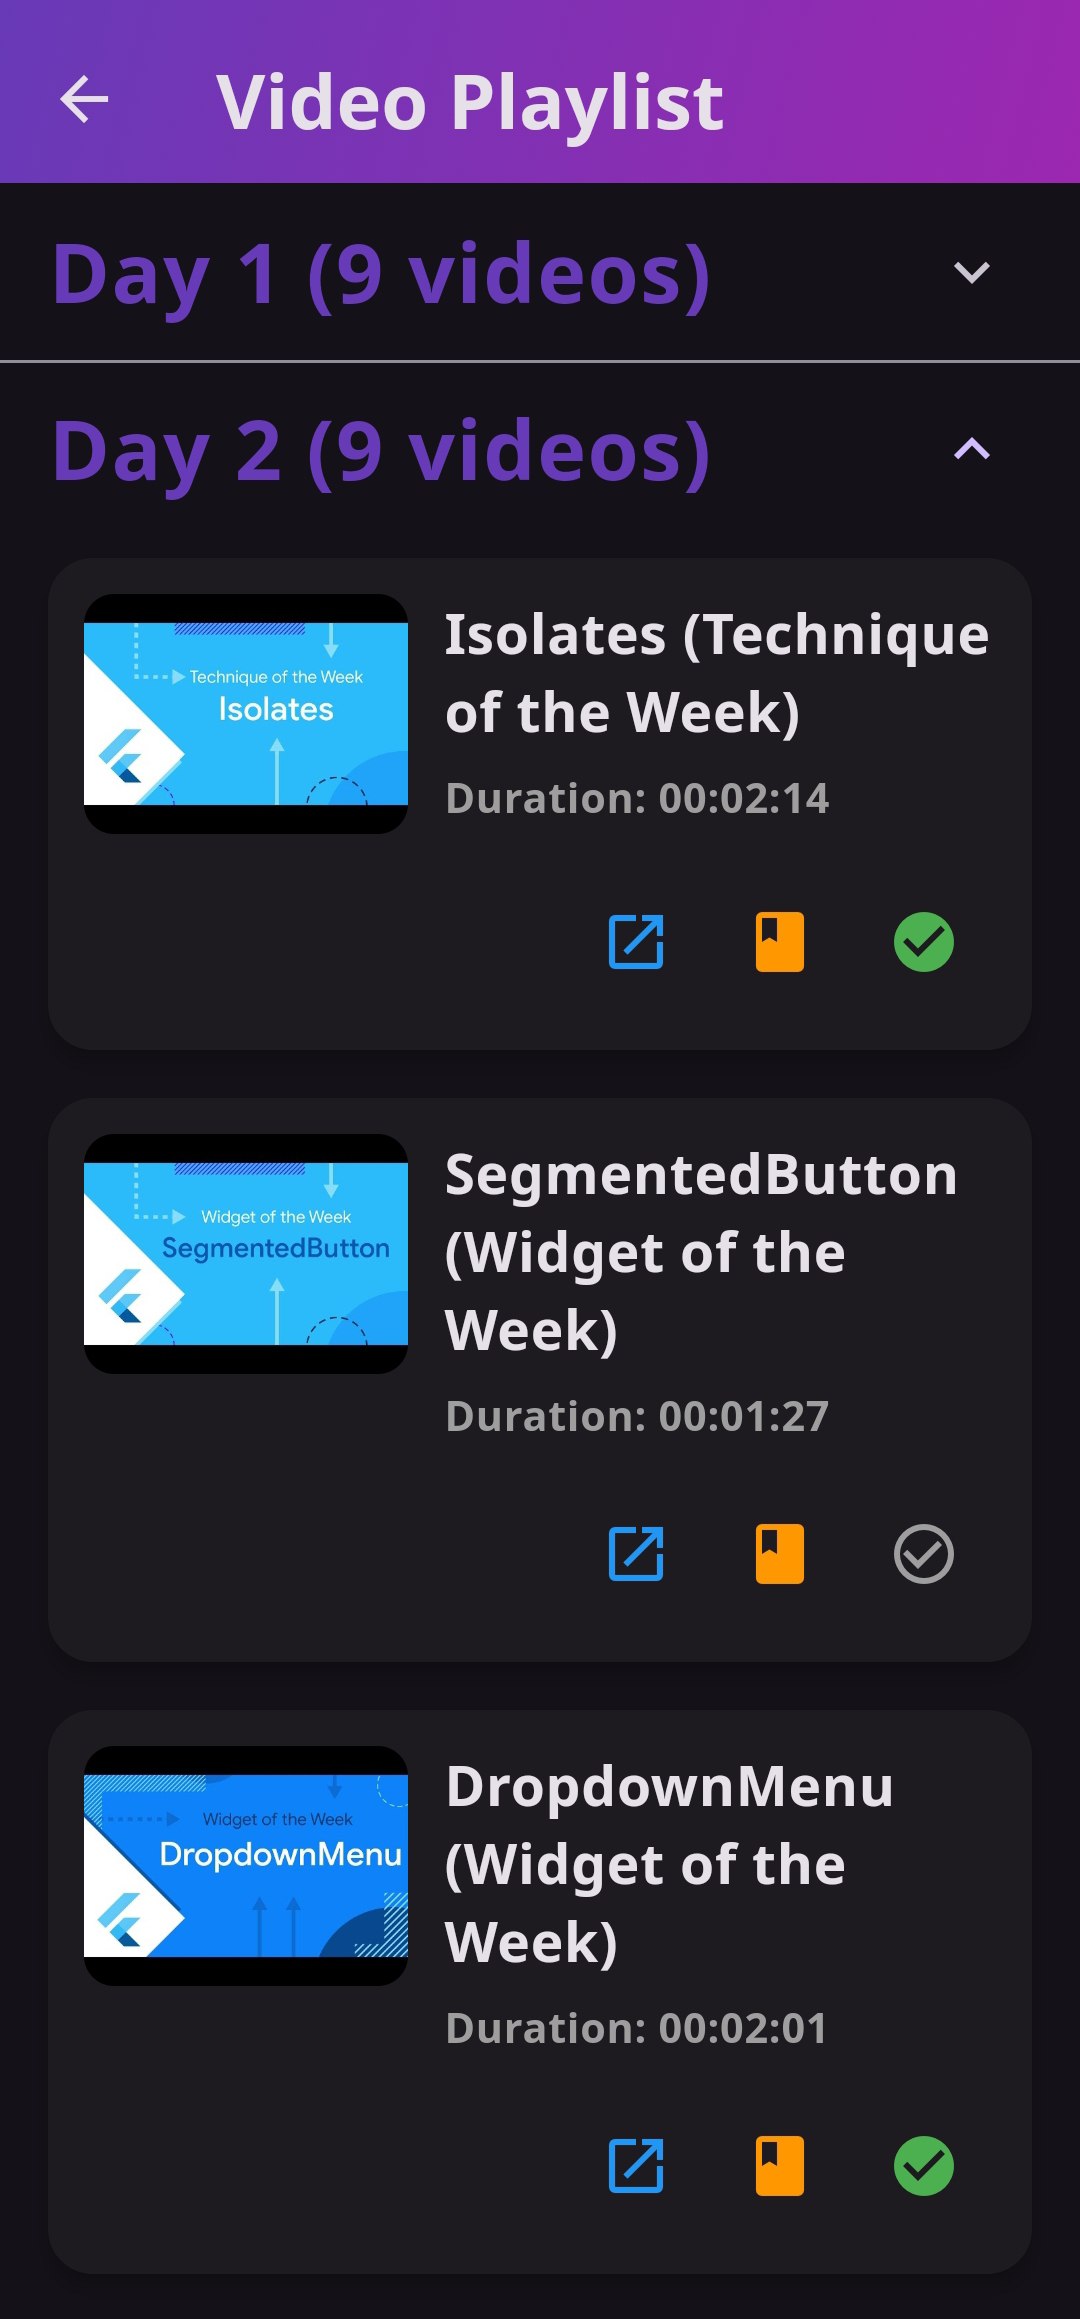 Video Playlist
Day 1 (9 videos)
Day 2 (9 videos)
Technique of the Week
Isolates
Isolates (Technique
of the Week)
Duration: 00:02:14
Widget of the Week
SegmentedButton
SegmentedButton
(Widget of the
Week)
Duration: 00:01:27
Widget of the Week
DropdownMenu
DropdownMenu
(Widget of the
Week)
Duration: 00:02:01